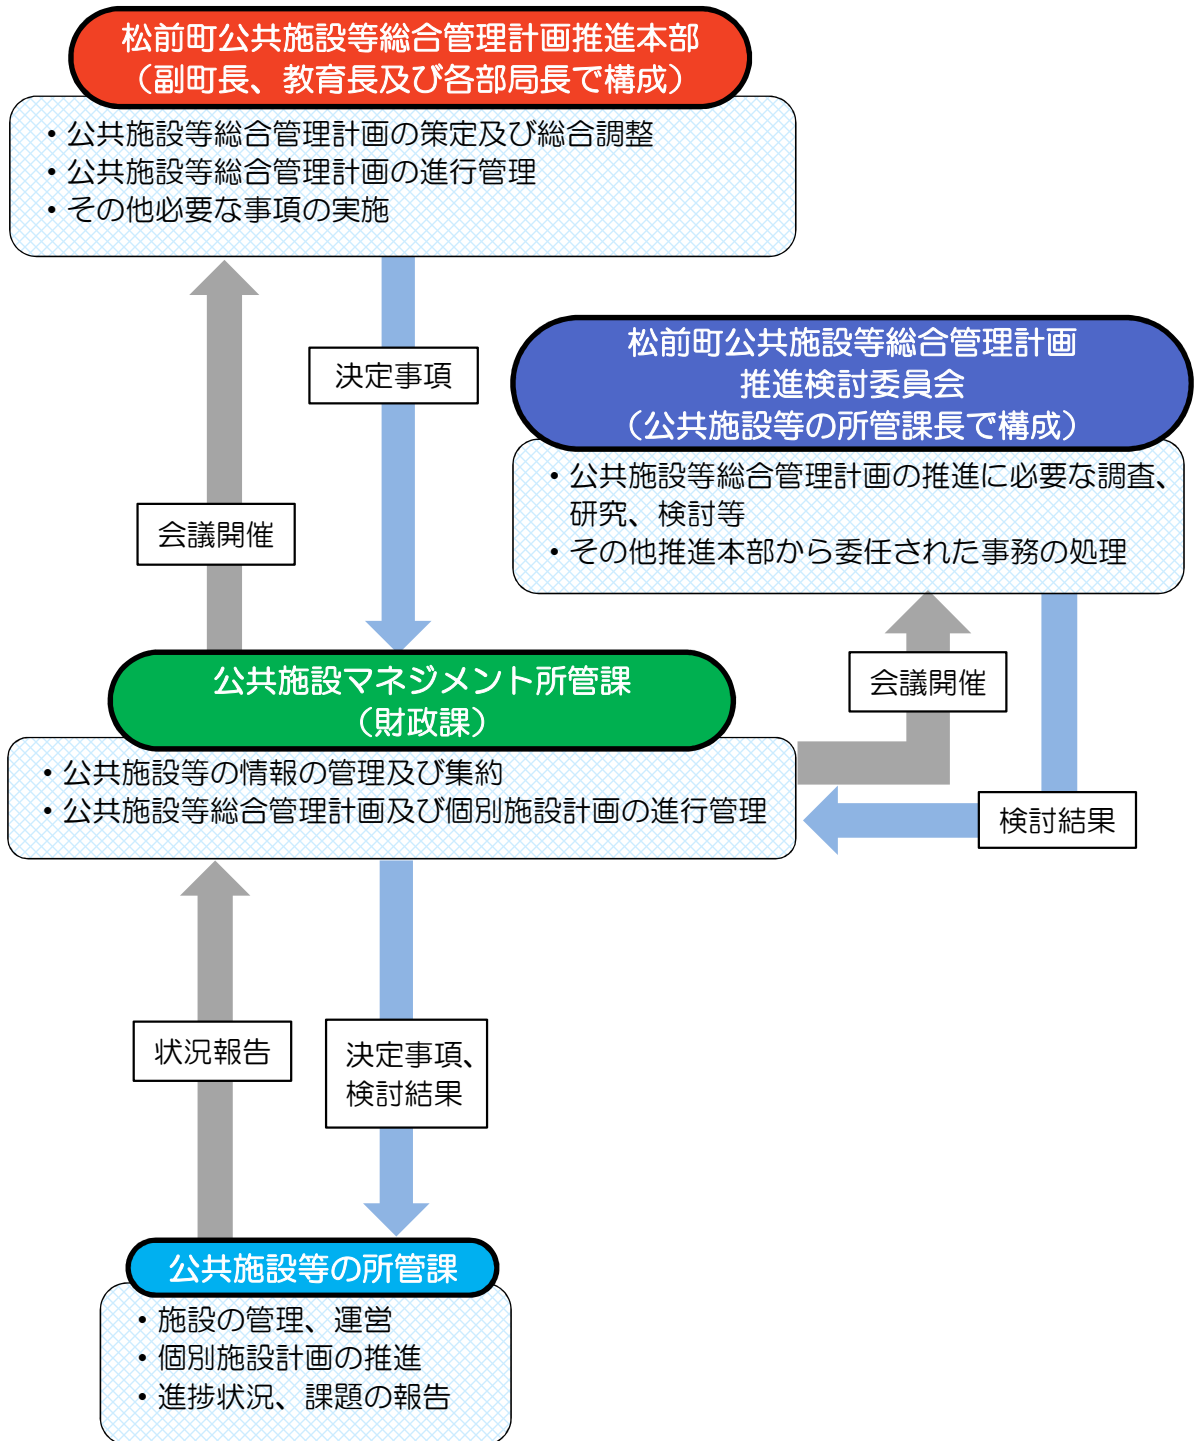 松前町公共施設等総合管理計画推進本部
（副町長、教育長及び各部局長で構成）
・公共施設等総合管理計画の策定及び総合調整
・公共施設等総合管理計画の進行管理
・その他必要な事項の実施
決定事項
会議開催
松前町公共施設等総合管理計画
推進検討委員会
（公共施設等の所管課長で構成）
・公共施設等総合管理計画の推進に必要な調査、
研究、検討等
・その他推進本部から委任された事務の処理
会議開催
検討結果
公共施設マネジメント所管課
（財政課）
・公共施設等の情報の管理及び集約
・公共施設等総合管理計画及び個別施設計画の進行管理
状況報告
決定事項、
検討結果
公共施設等の所管課
・施設の管理、運営
・個別施設計画の推進
・進捗状況、課題の報告